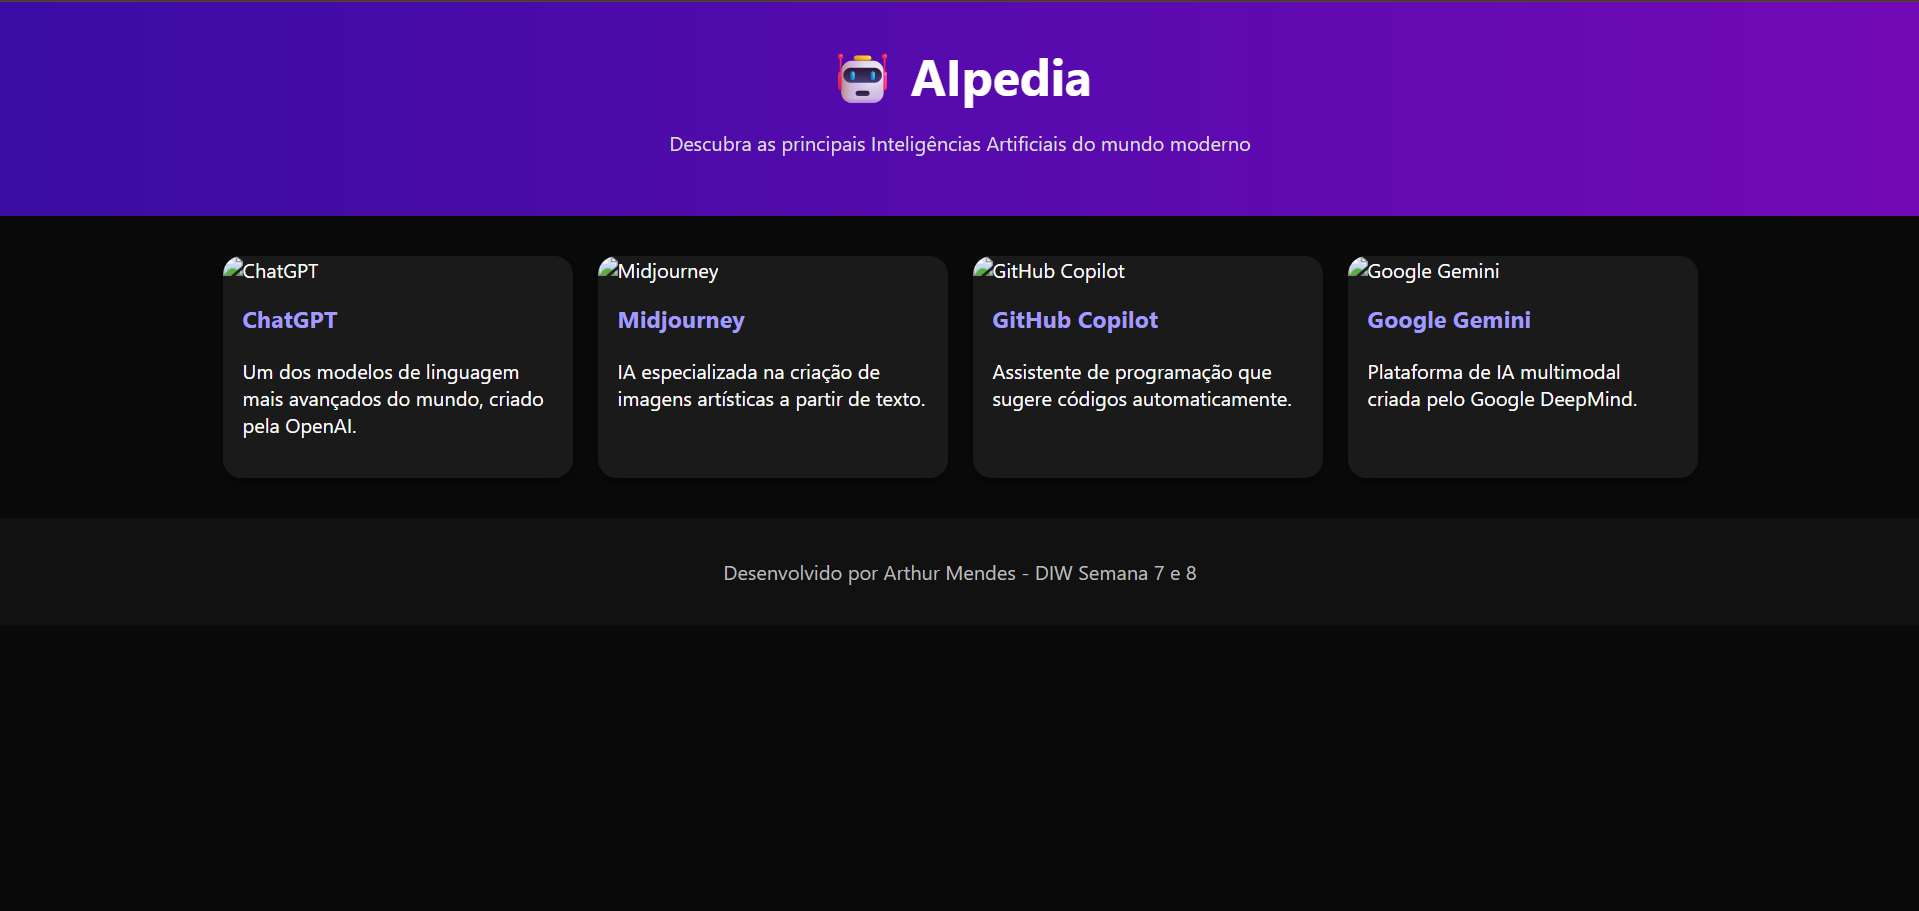 AIpedia
Descubra as principais Inteligências Artificiais do mundo moderno
ChatGPT
ChatGPT
Um dos modelos de linguagem
mais avançados do mundo, criado
pela OpenAI.
Midjourney
Midjourney
IA especializada na criação de
imagens artísticas a partir de texto.
GitHub Copilot
GitHub Copilot
Assistente de programação que
sugere códigos automaticamente.
Google Gemini
Google Gemini
Plataforma de IA multimodal
criada pelo Google DeepMind.
Desenvolvido por Arthur Mendes - DIW Semana 7 e 8